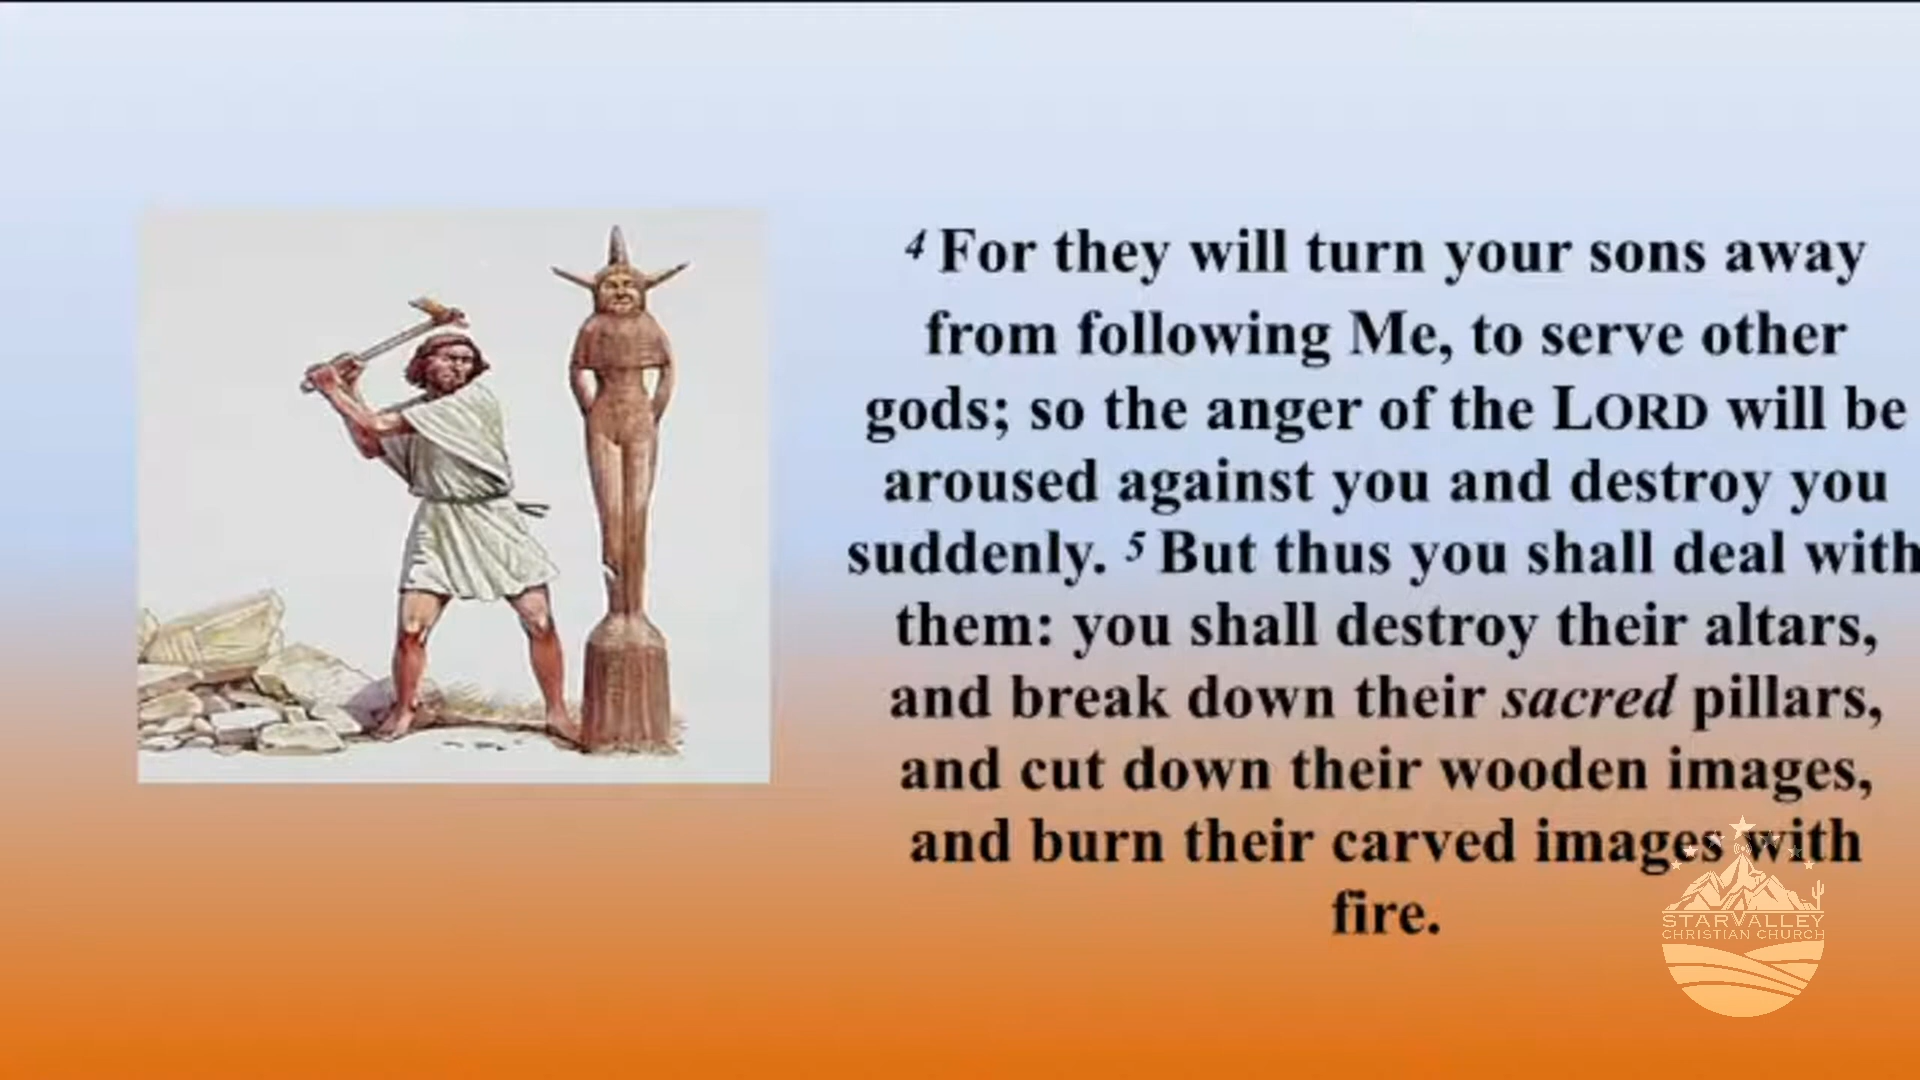 4 For they will turn your sons away
from following Me, to serve other
gods; so the anger of the LORD will be
aroused against you and destroy you
suddenly. 5 But thus you shall deal with
them: you shall destroy their altars,
and break down their sacred pillars,
and cut down their wooden images,
and burn their carved images with
fire.
STAR VALLEY
CHRISTIAN CHURCH